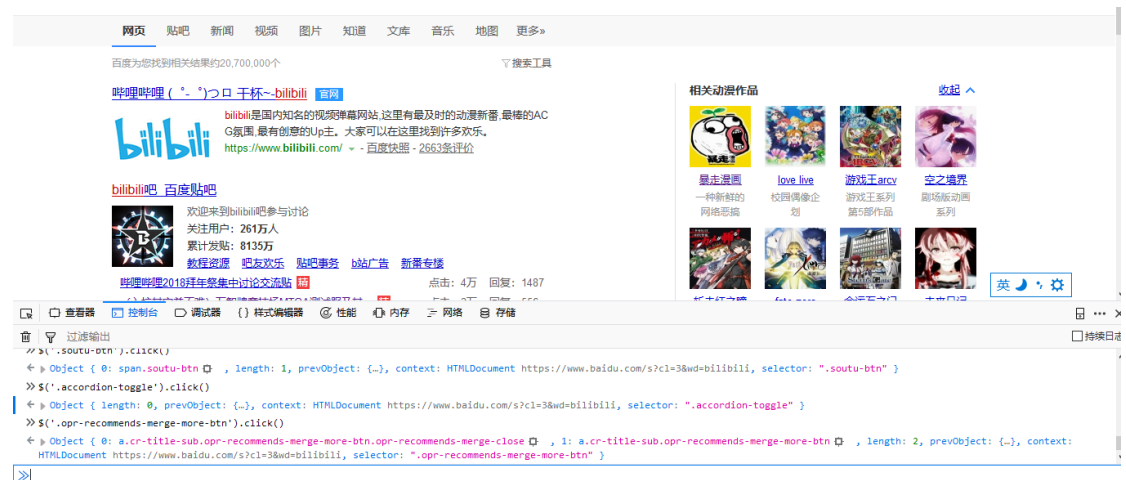 网页 贴吧 新闻 视频 图片 知道 文库 音乐 地图 更多»
百度为您找到相关结果约20,700,000个 搜索工具
哔哩哔哩 ( ゜- ゜)つロ 干杯~-bilibili 官网
bilibili是国内知名的视频弹幕网站,这里有最及时的动漫新番,最棒的AC
G氛围,最有创意的Up主。大家可以在这里找到许多欢乐。
bilibili
https://www.bilibili.com/ - 百度快照 - 2663条评价
bilibili吧_百度贴吧
欢迎来到bilibili吧参与讨论
关注用户：261万人
累计发贴：8135万
教程资源 吧友欢乐 贴吧事务 b站广告 新番专楼
哔哩哔哩2018拜年祭集中讨论交流贴 精 点击：4万 回复：1487
相关动漫作品 收起
暴走漫画 love live 游戏王arcv 空之境界
一种新鲜的 校园偶像企 游戏王系列 剧场版动画
网络恶搞 划 第5部作品 系列
英
查看器 控制台 调试器 {} 样式编辑器 性能 内存 网络 存储
过滤输出 持续日志
» $('.soutu-btn').click()
Object { 0: span.soutu-btn , length: 1, prevObject: {…}, context: HTMLDocument https://www.baidu.com/s?cl=3&wd=bilibili, selector: ".soutu-btn" }
» $('.accordion-toggle').click()
Object { length: 0, prevObject: {…}, context: HTMLDocument https://www.baidu.com/s?cl=3&wd=bilibili, selector: ".accordion-toggle" }
» $('.opr-recommends-merge-more-btn').click()
Object { 0: a.cr-title-sub.opr-recommends-merge-more-btn.opr-recommends-merge-close , 1: a.cr-title-sub.opr-recommends-merge-more-btn , length: 2, prevObject: {…}, context:
HTMLDocument https://www.baidu.com/s?cl=3&wd=bilibili, selector: ".opr-recommends-merge-more-btn" }
»